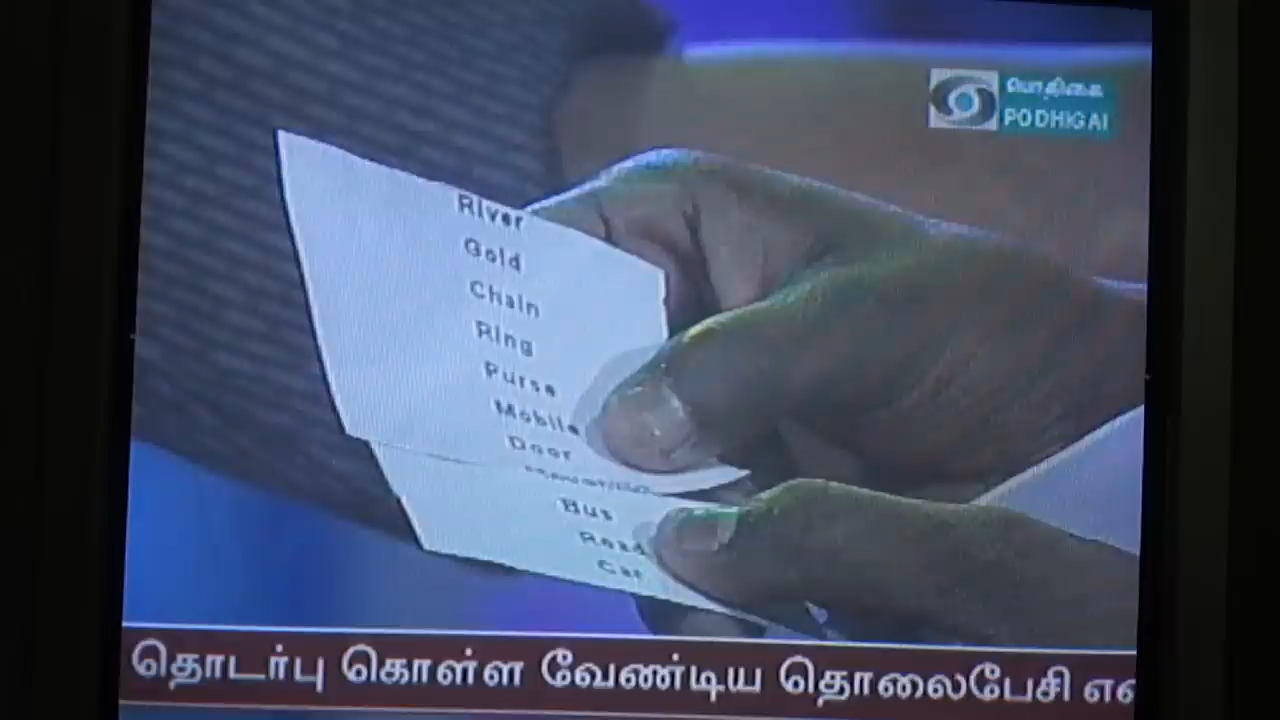 பொதிகை
PODHIGAI
River
Gold
Chain
Ring
Purse
Mobile
Door
Bus
Road
Car
தொடர்பு கொள்ள வேண்டிய தொலைபேசி